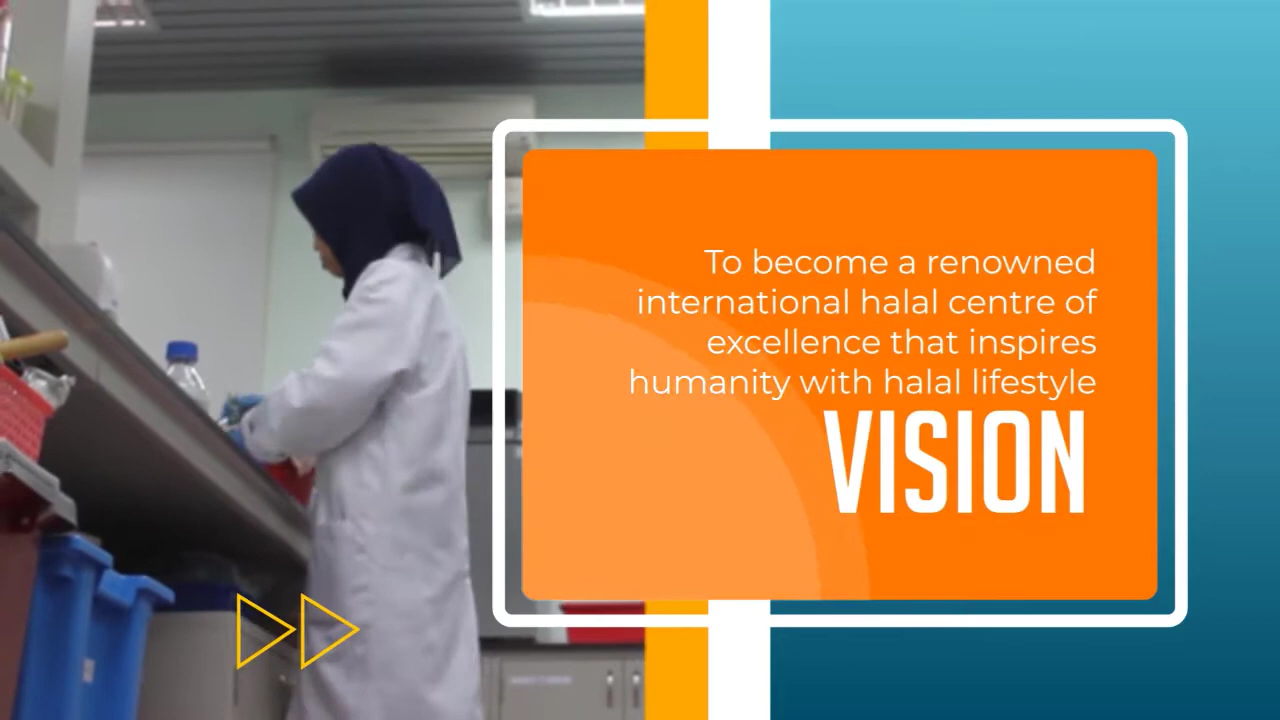 To become a renowned
international halal centre of
excellence that inspires
humanity with halal lifestyle
VISION